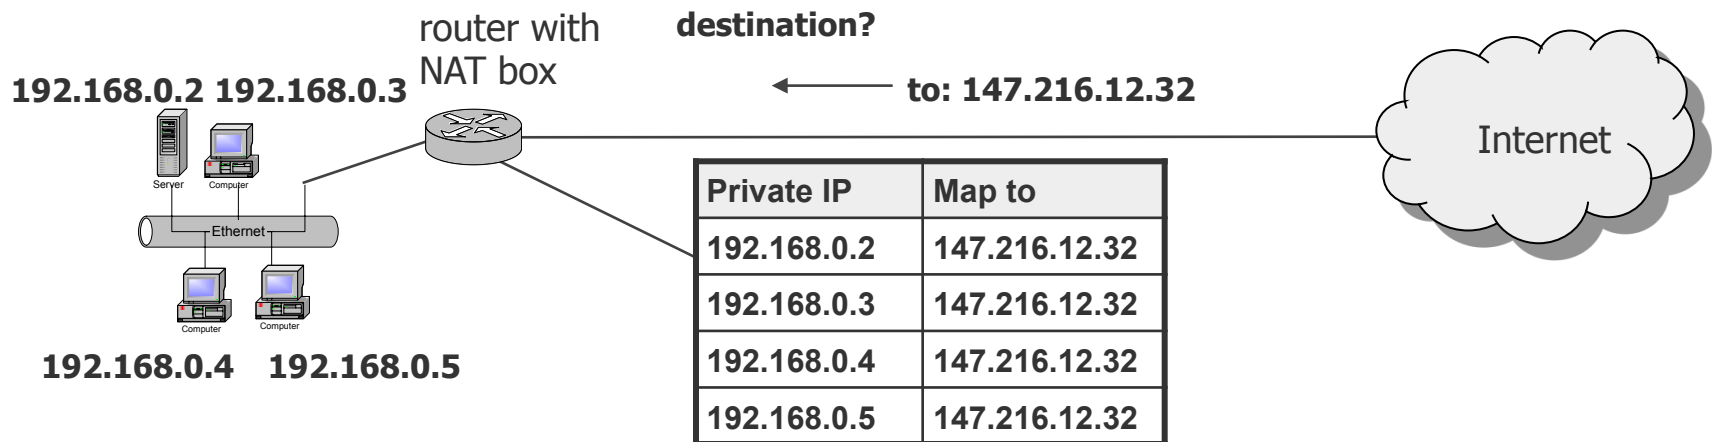 router with
NAT box
destination?
to: 147.216.12.32
192.168.0.2 192.168.0.3
Server
Computer
Ethernet
Computer
Computer
192.168.0.4 192.168.0.5
Internet
Private IP Map to
192.168.0.2 147.216.12.32
192.168.0.3 147.216.12.32
192.168.0.4 147.216.12.32
192.168.0.5 147.216.12.32